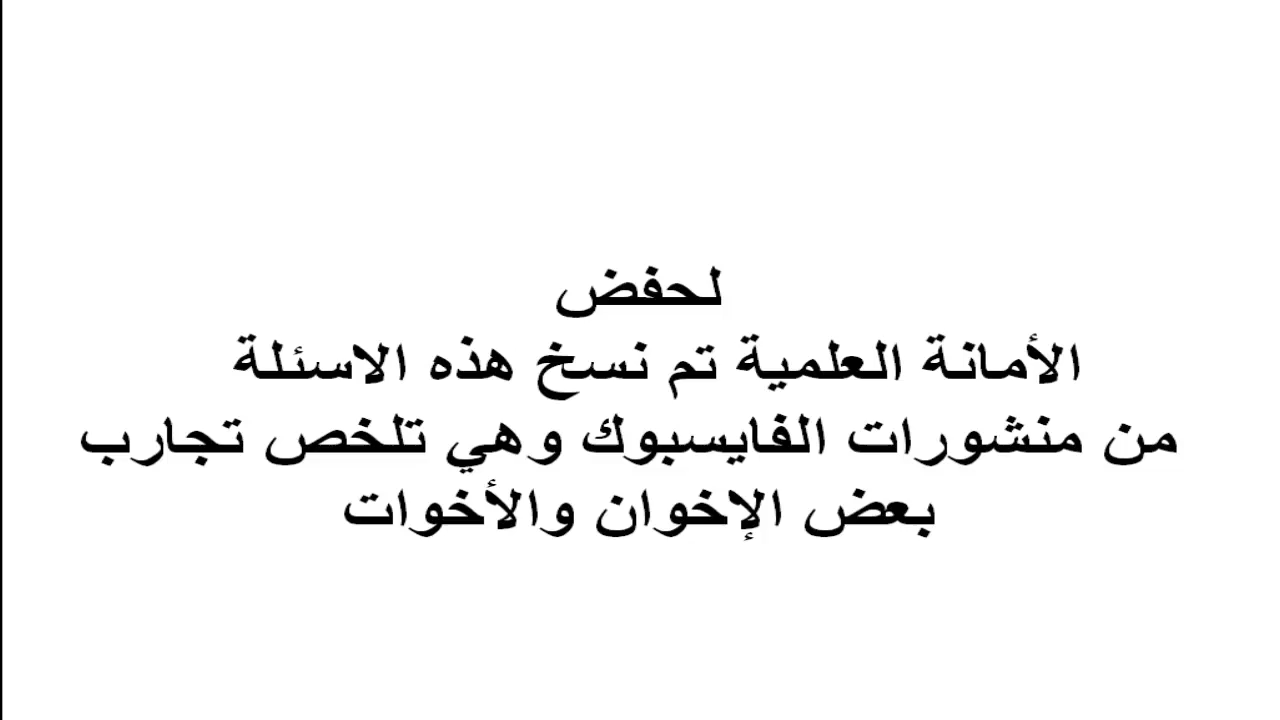 لحفض
الأمانة العلمية تم نسخ هذه الاسئلة
من منشورات الفايسبوك وهي تلخص تجارب
بعض الإخوان والأخوات